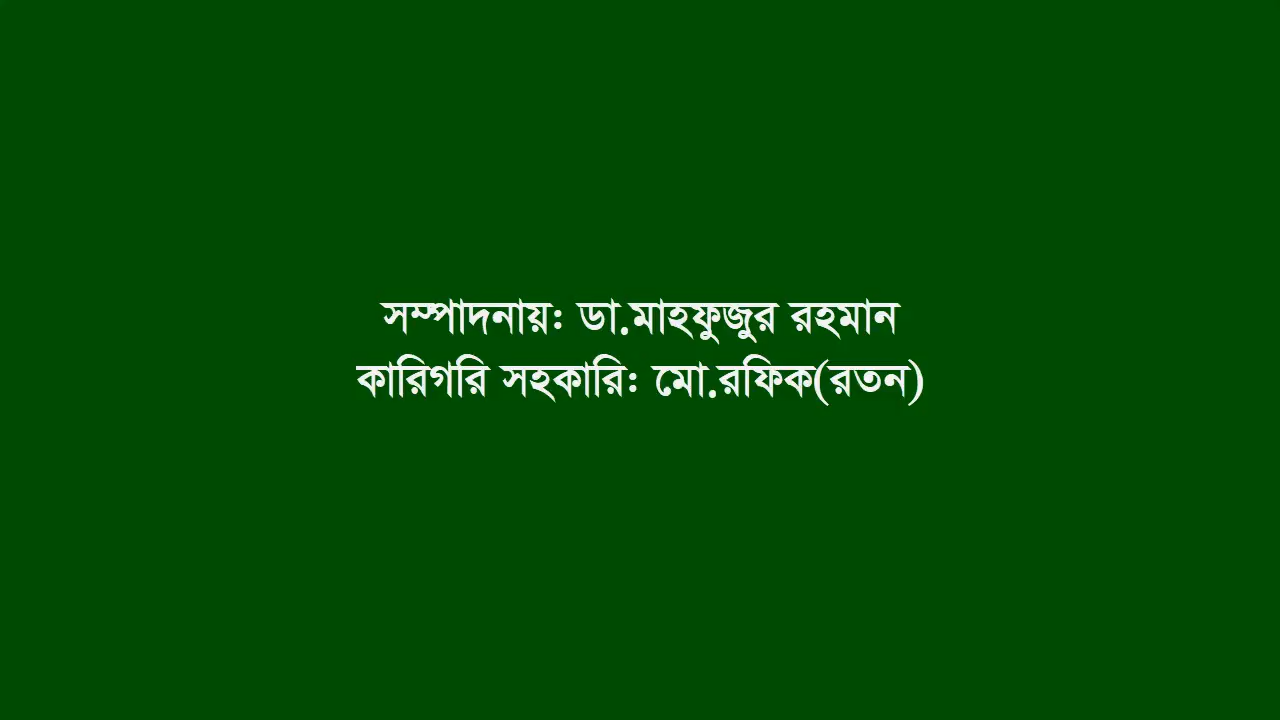 সম্পাদনায়: ডা.মাহফুজুর রহমান
কারিগরি সহকারি: মো.রফিক(রতন)